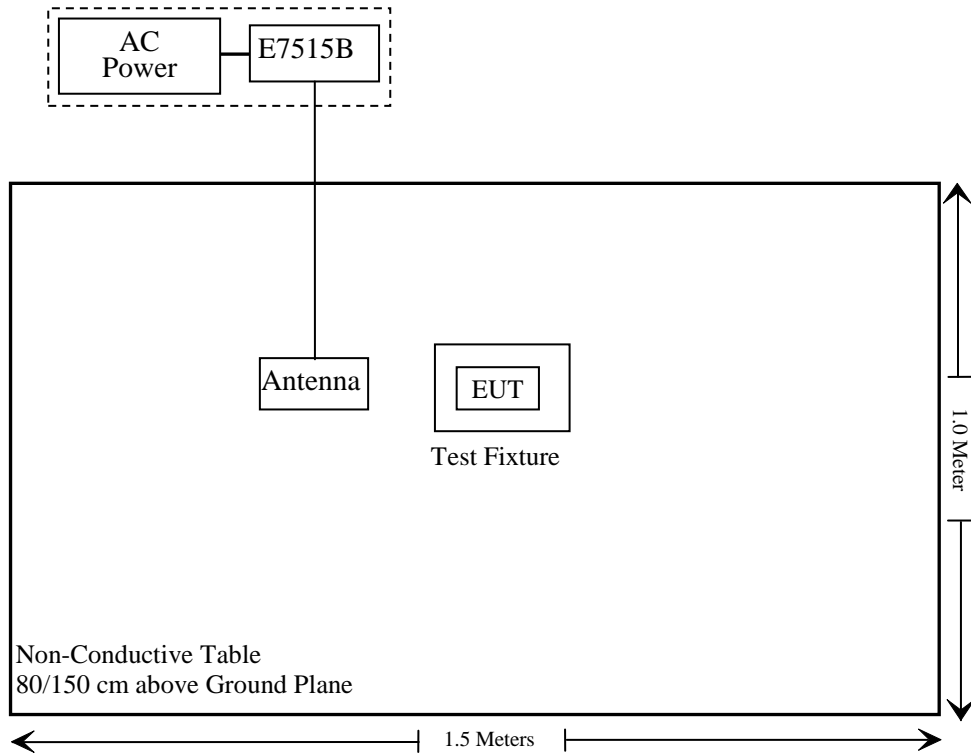 AC
Power
E7515B
Antenna
EUT
Test Fixture
1.0 Meter
Non-Conductive Table
80/150 cm above Ground Plane
1.5 Meters